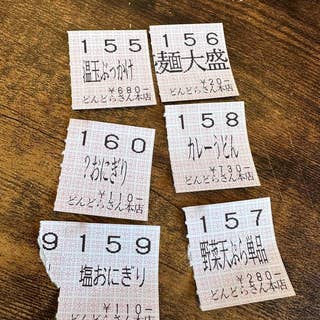 155
温玉ぶっかけ
¥680-
どんどらさん本店
156
麺大盛
¥20-
どんどらさん本店
160
?おにぎり
¥110-
どんどらさん本店
158
カレーうどん
¥730-
どんどらさん本店
9 159
塩おにぎり
¥110-
どんどらさん本店
157
野菜天ぷら単品
¥280-
どんどらさん本店